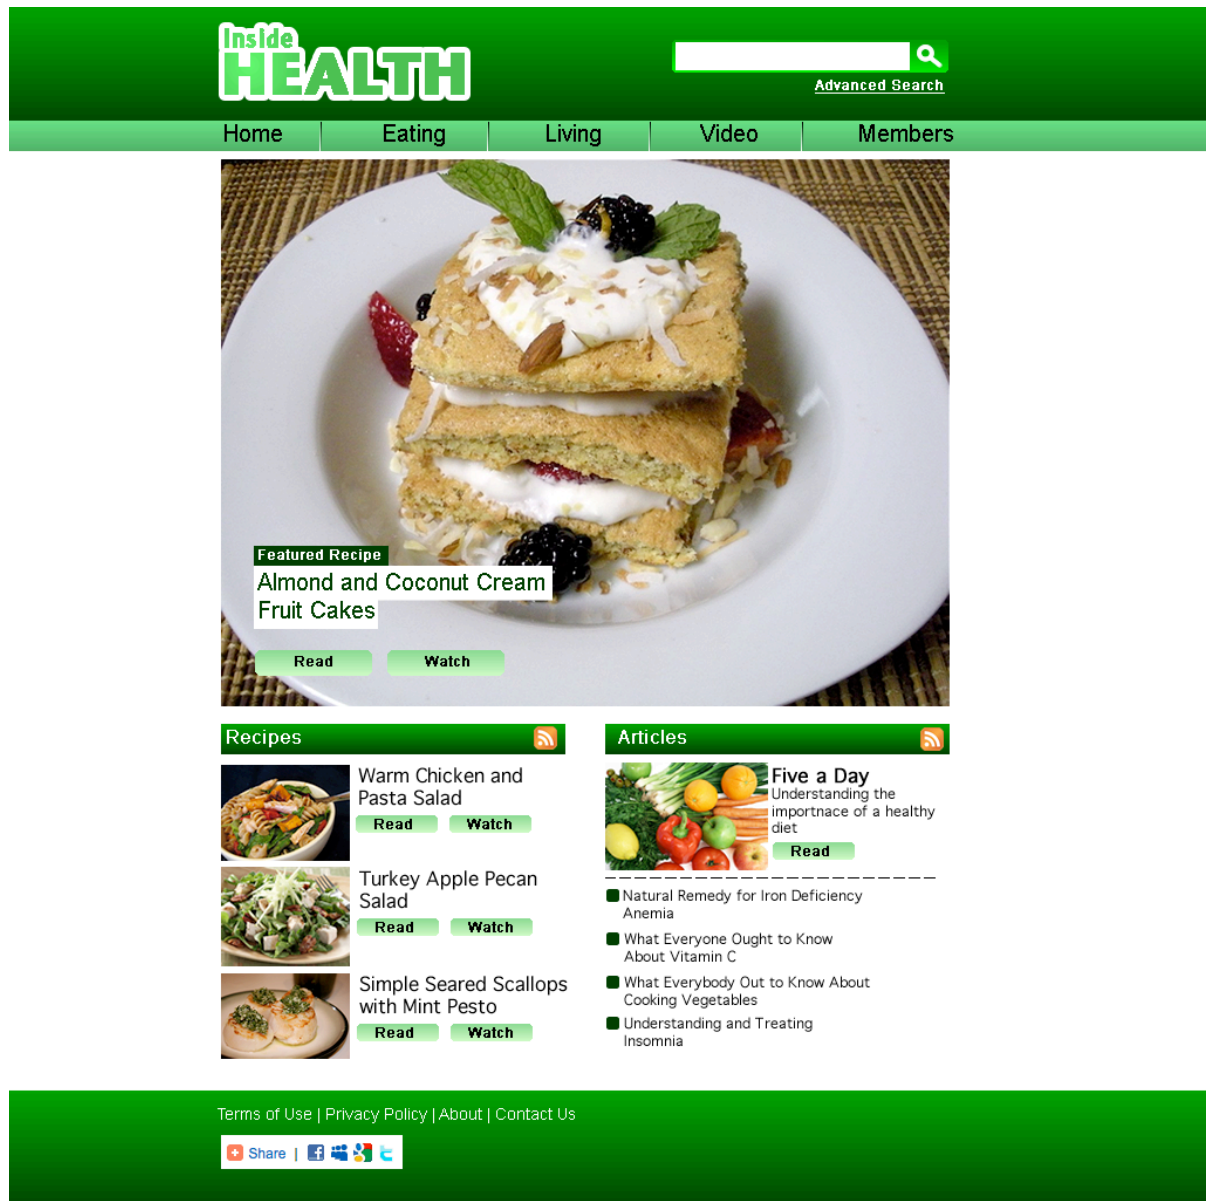 Inside
HEALTH
Advanced Search
Home Eating Living Video Members
Featured Recipe
Almond and Coconut Cream
Fruit Cakes
Read Watch
Recipes
Warm Chicken and
Pasta Salad
Read Watch
Turkey Apple Pecan
Salad
Read Watch
Simple Seared Scallops
with Mint Pesto
Read Watch
Articles
Five a Day
Understanding the
importnace of a healthy
diet
Read
Natural Remedy for Iron Deficiency
Anemia
What Everyone Ought to Know
About Vitamin C
What Everybody Out to Know About
Cooking Vegetables
Understanding and Treating
Insomnia
Terms of Use | Privacy Policy | About | Contact Us
Share |